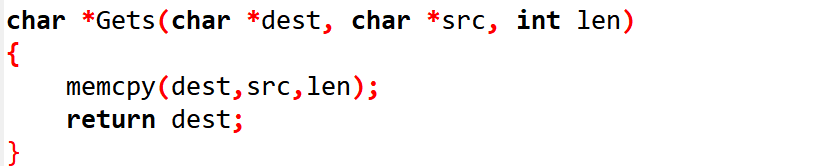 char *Gets(char *dest, char *src, int len)
{
    memcpy(dest,src,len);
    return dest;
}